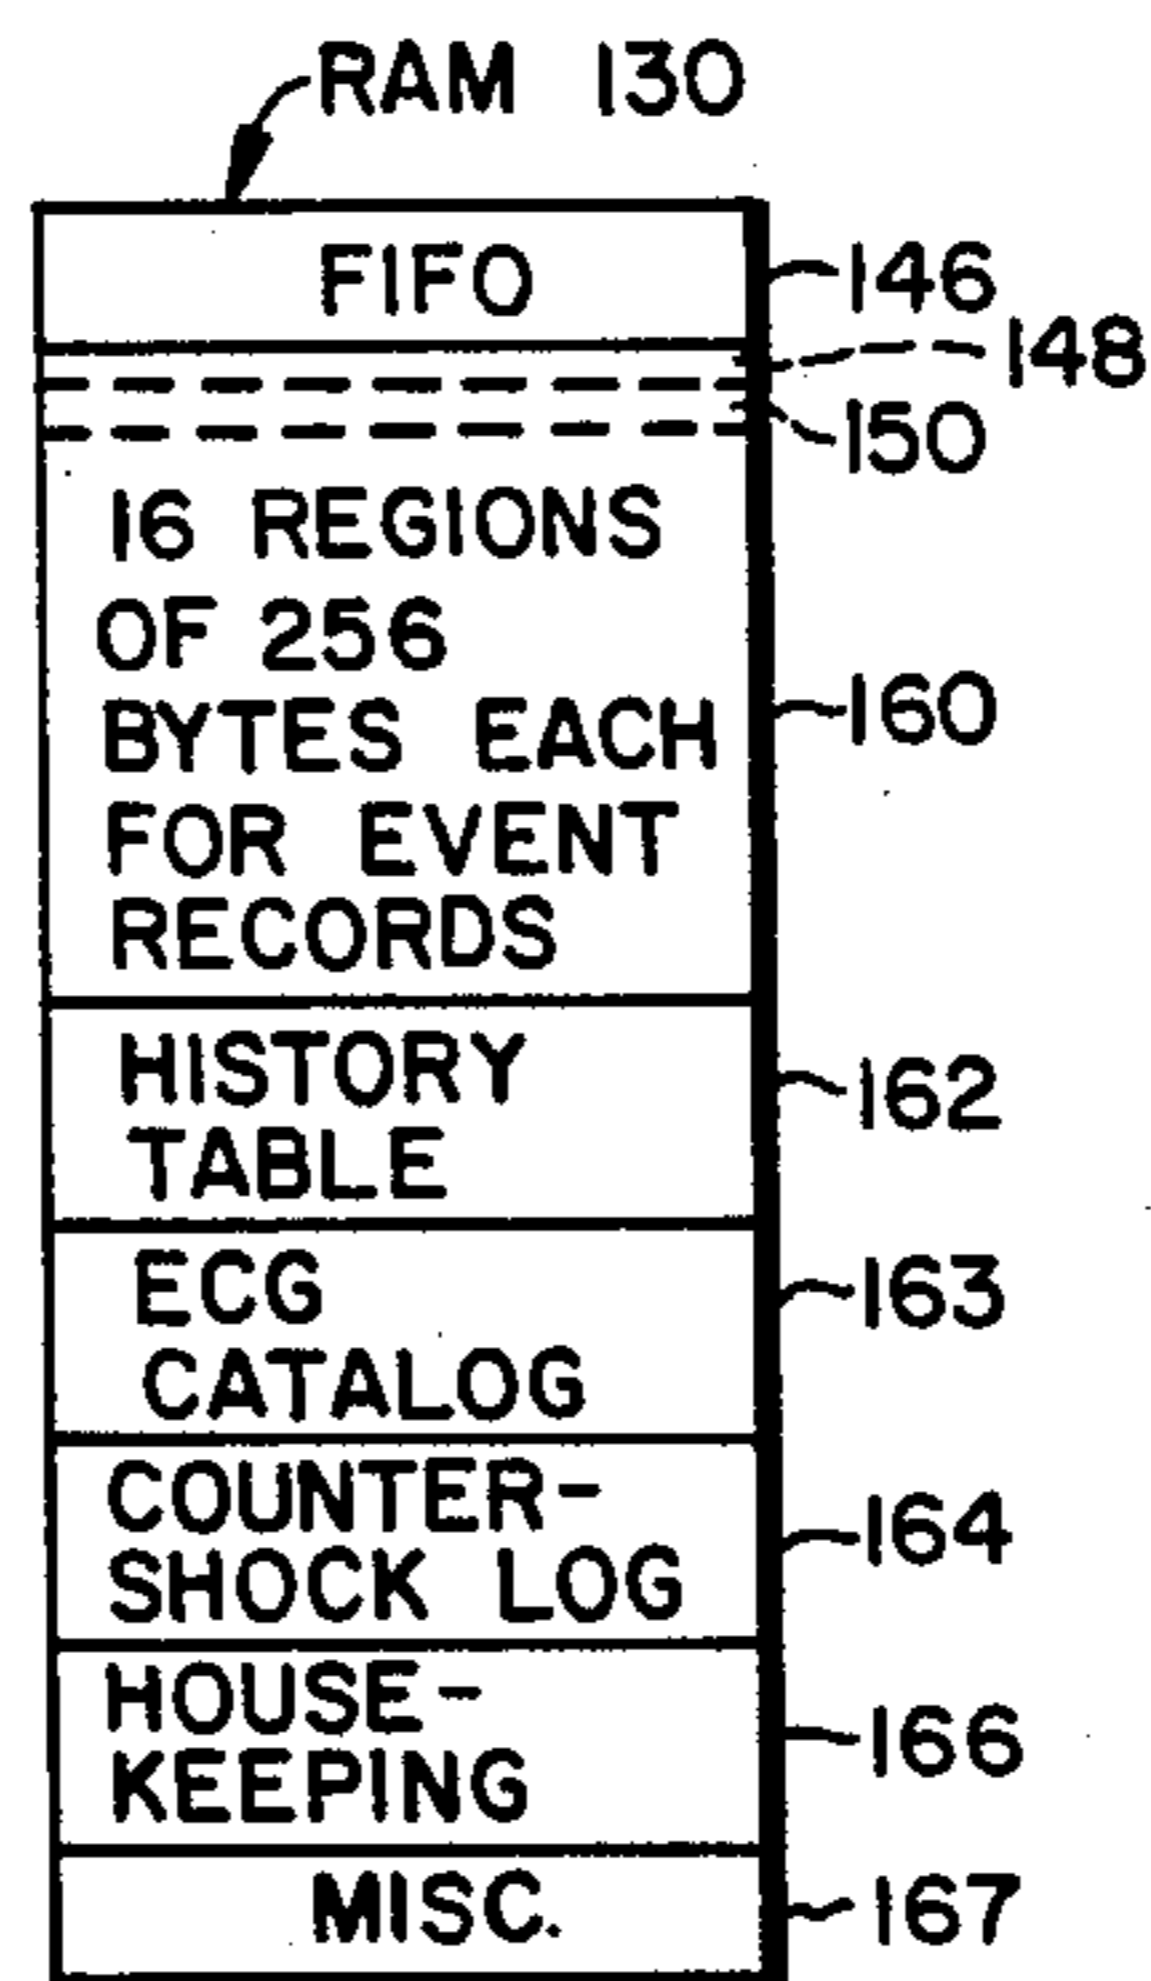 RAM 130
FIFO
146
148
150
16 REGIONS
OF 256
BYTES EACH
FOR EVENT
RECORDS
160
HISTORY
TABLE
162
ECG
CATALOG
163
COUNTER-
SHOCK LOG
164
HOUSE-
KEEPING
166
MISC.
167